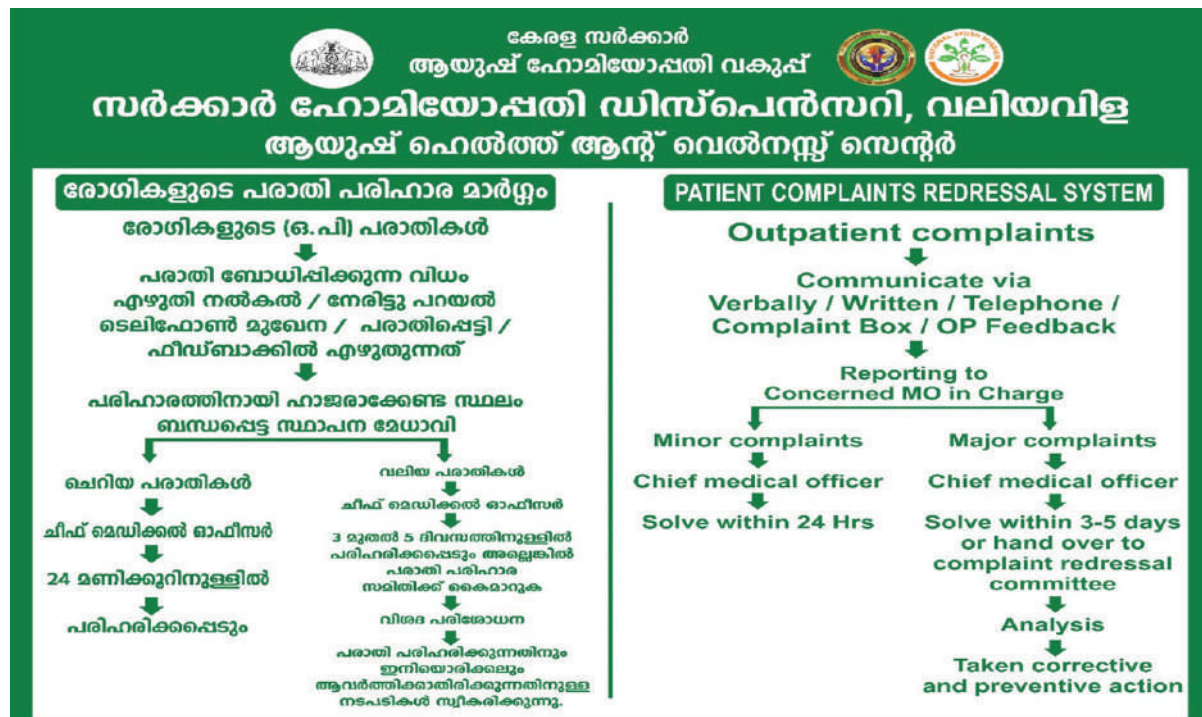 കേരള സർക്കാർ
ആയുഷ് ഹോമിയോപ്പതി വകുപ്പ്
സർക്കാർ ഹോമിയോപ്പതി ഡിസ്പെൻസറി, വലിയവിള
ആയുഷ് ഹെൽത്ത് ആന്റ് വെൽനസ്സ് സെന്റർ
രോഗികളുടെ പരാതി പരിഹാര മാർഗ്ഗം
രോഗികളുടെ (ഒ.പി) പരാതികൾ
പരാതി ബോധിപ്പിക്കുന്ന വിധം
എഴുതി നൽകൽ / നേരിട്ടു പറയൽ
ടെലിഫോൺ മുഖേന / പരാതിപ്പെട്ടി /
ഫീഡ്ബാക്കിൽ എഴുതുന്നത്
പരിഹാരത്തിനായി ഹാജരാക്കേണ്ട സ്ഥലം
ബന്ധപ്പെട്ട സ്ഥാപന മേധാവി
ചെറിയ പരാതികൾ
ചീഫ് മെഡിക്കൽ ഓഫീസർ
24 മണിക്കൂറിനുള്ളിൽ
പരിഹരിക്കപ്പെടും
വലിയ പരാതികൾ
ചീഫ് മെഡിക്കൽ ഓഫീസർ
3 മുതൽ 5 ദിവസത്തിനുള്ളിൽ
പരിഹരിക്കപ്പെടും അല്ലെങ്കിൽ
പരാതി പരിഹാര
സമിതിക്ക് കൈമാറുക
വിശദ പരിശോധന
പരാതി പരിഹരിക്കുന്നതിനും
ഇനിയൊരിക്കലും
ആവർത്തിക്കാതിരിക്കുന്നതിനുള്ള
നടപടികൾ സ്വീകരിക്കുന്നു.
PATIENT COMPLAINTS REDRESSAL SYSTEM
Outpatient complaints
Communicate via
Verbally / Written / Telephone /
Complaint Box / OP Feedback
Reporting to
Concerned MO in Charge
Minor complaints
Chief medical officer
Solve within 24 Hrs
Major complaints
Chief medical officer
Solve within 3-5 days
or hand over to
complaint redressal
committee
Analysis
Taken corrective
and preventive action